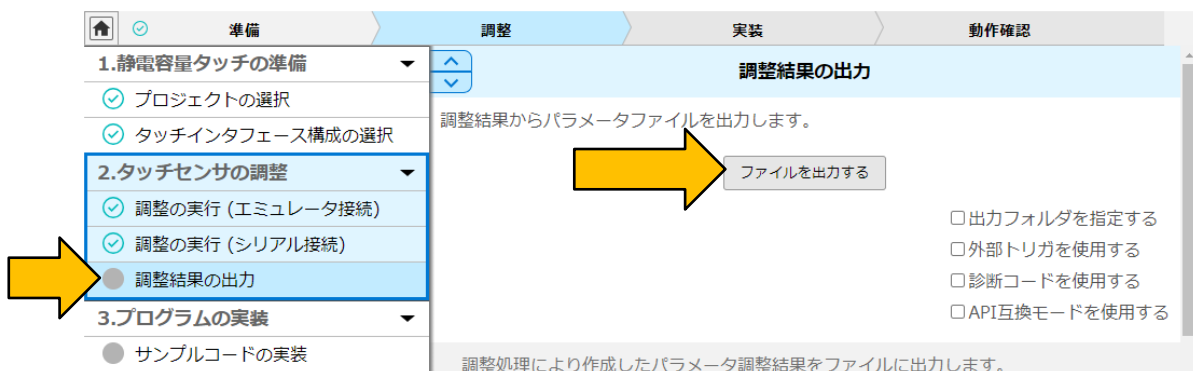 準備
調整
実装
動作確認
1.静電容量タッチの準備
プロジェクトの選択
タッチインタフェース構成の選択
2.タッチセンサの調整
調整の実行 (エミュレータ接続)
調整の実行 (シリアル接続)
調整結果の出力
3.プログラムの実装
サンプルコードの実装
調整結果の出力
調整結果からパラメータファイルを出力します。
ファイルを出力する
出力フォルダを指定する
外部トリガを使用する
診断コードを使用する
API互換モードを使用する
調整処理により作成したパラメータ調整結果をファイルに出力します。